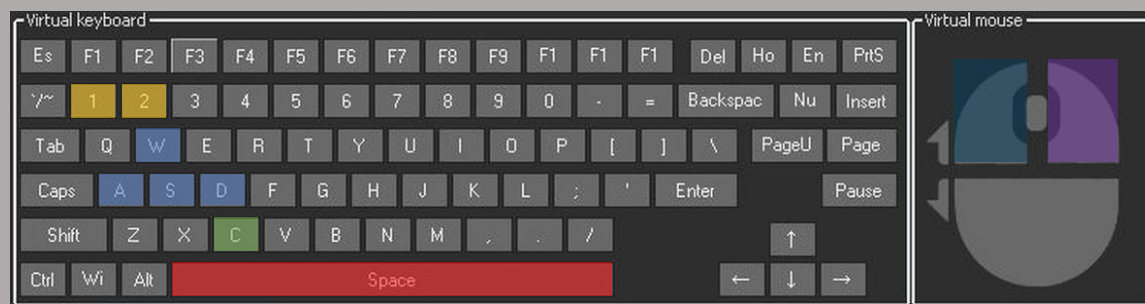 Virtual keyboard Virtual mouse
Es F1 F2 F3 F4 F5 F6 F7 F8 F9 F1 F1 F1 Del Ho En PrtS
`/~ 1 2 3 4 5 6 7 8 9 0 - = Backspac Nu Insert
Tab Q W E R T Y U I O P [ ] \ PageU Page
Caps A S D F G H J K L ; ' Enter Pause
Shift Z X C V B N M , . / ↑
Ctrl Wi Alt Space ← ↓ →